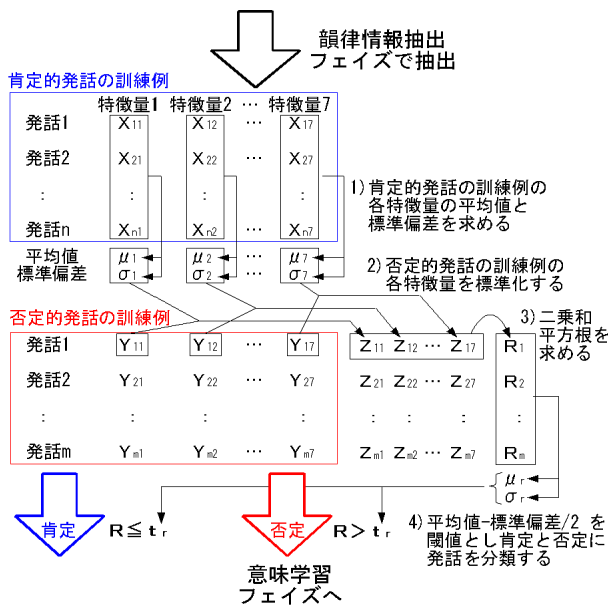 韻律情報抽出
フェイズで抽出
肯定的発話の訓練例
特徴量1 特徴量2 … 特徴量7
発話1 X11 X12 … X17
発話2 X21 X22 … X27
: : : :
発話n Xn1 Xn2 … Xn7
1) 肯定的発話の訓練例の
各特徴量の平均値と
標準偏差を求める
平均値 μ1 μ2 … μ7
標準偏差 σ1 σ2 … σ7
2) 否定的発話の訓練例の
各特徴量を標準化する
否定的発話の訓練例
3) 二乗和
平方根を
求める
発話1 Y11 Y12 … Y17 Z11 Z12 … Z17 R1
発話2 Y21 Y22 … Y27 Z21 Z22 … Z27 R2
: : : : : : : :
発話m Ym1 Ym2 … Ym7 Zm1 Zm2 … Zm7 Rm
μr
σr
肯定 R≦tr 否定 R>tr
4) 平均値-標準偏差/2 を
閾値とし肯定と否定に
発話を分類する
意味学習
フェイズへ